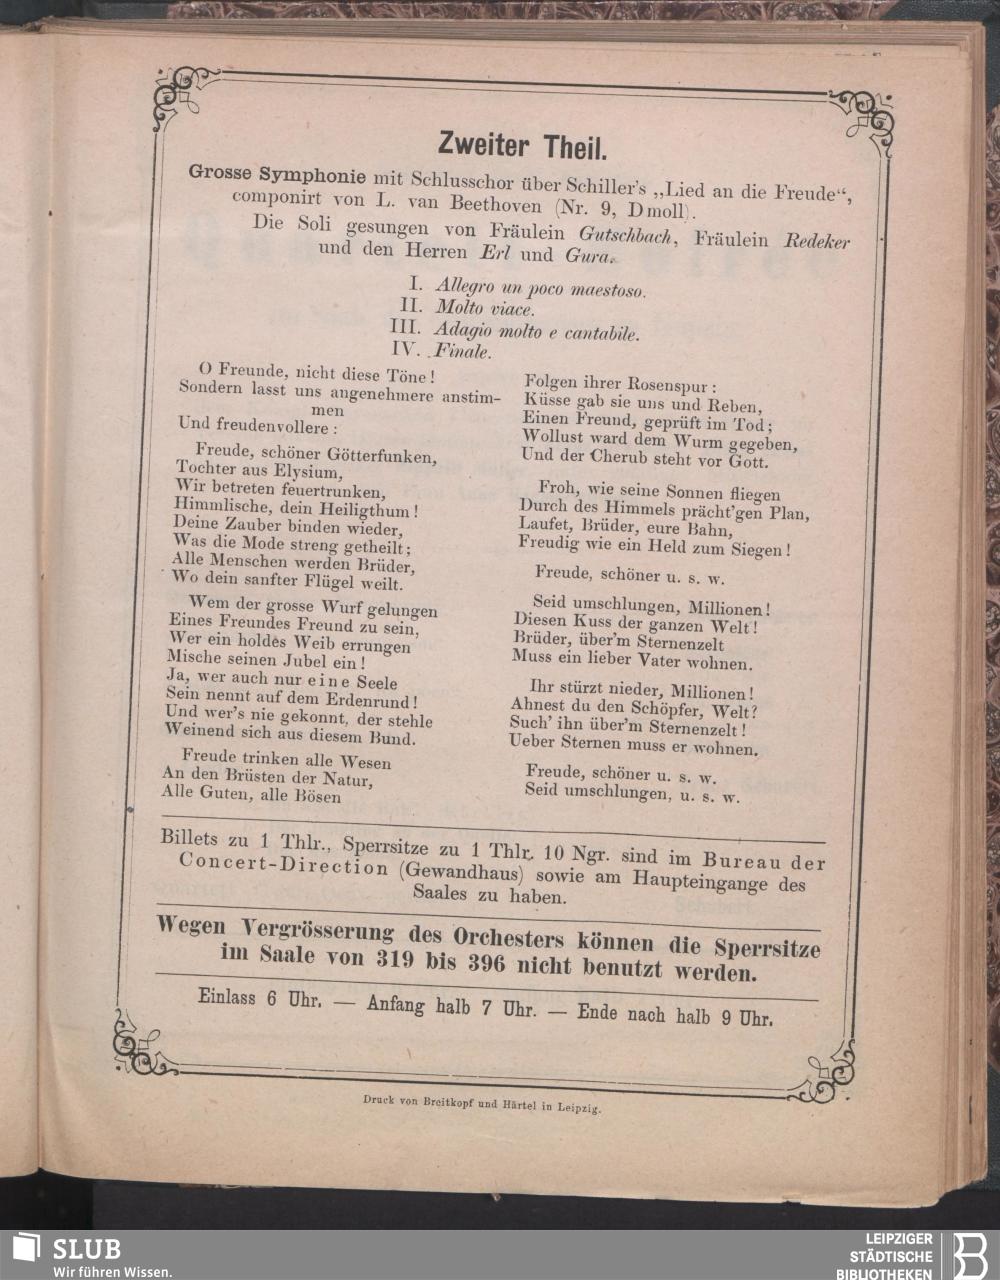 Zweiter Theil.
Grosse Symphonie mit Schlusschor über Schiller's „Lied an die Freude“,
componirt von L. van Beethoven (Nr. 9, Dmoll).
Die Soli gesungen von Fräulein Gutschbach, Fräulein Redeker
und den Herren Erl und Gura.
I. Allegro un poco maestoso.
II. Molto viace.
III. Adagio molto e cantabile.
IV. Finale.
O Freunde, nicht diese Töne!
Sondern lasst uns angenehmere anstim-
men
Und freudenvollere:
Freude, schöner Götterfunken,
Tochter aus Elysium,
Wir betreten feuertrunken,
Himmlische, dein Heiligthum!
Deine Zauber binden wieder,
Was die Mode streng getheilt;
Alle Menschen werden Brüder,
Wo dein sanfter Flügel weilt.
Wem der grosse Wurf gelungen
Eines Freundes Freund zu sein,
Wer ein holdes Weib errungen
Mische seinen Jubel ein!
Ja, wer auch nur eine Seele
Sein nennt auf dem Erdenrund!
Und wer's nie gekonnt, der stehle
Weinend sich aus diesem Bund.
Freude trinken alle Wesen
An den Brüsten der Natur,
Alle Guten, alle Bösen
Folgen ihrer Rosenspur:
Küsse gab sie uns und Reben,
Einen Freund, geprüft im Tod;
Wollust ward dem Wurm gegeben,
Und der Cherub steht vor Gott.
Froh, wie seine Sonnen fliegen
Durch des Himmels prächt'gen Plan,
Laufet, Brüder, eure Bahn,
Freudig wie ein Held zum Siegen!
Freude, schöner u. s. w.
Seid umschlungen, Millionen!
Diesen Kuss der ganzen Welt!
Brüder, über'm Sternenzelt
Muss ein lieber Vater wohnen.
Ihr stürzt nieder, Millionen!
Ahnest du den Schöpfer, Welt?
Such' ihn über'm Sternenzelt!
Ueber Sternen muss er wohnen.
Freude, schöner u. s. w.
Seid umschlungen, u. s. w.
Billets zu 1 Thlr., Sperrsitze zu 1 Thlr. 10 Ngr. sind im Bureau der
Concert-Direction (Gewandhaus) sowie am Haupteingange des
Saales zu haben.
Wegen Vergrösserung des Orchesters können die Sperrsitze
im Saale von 319 bis 396 nicht benutzt werden.
Einlass 6 Uhr. — Anfang halb 7 Uhr. — Ende nach halb 9 Uhr.
Druck von Breitkopf und Härtel in Leipzig.
SLUB
Wir führen Wissen.
LEIPZIGER
STÄDTISCHE
BIBLIOTHEKEN